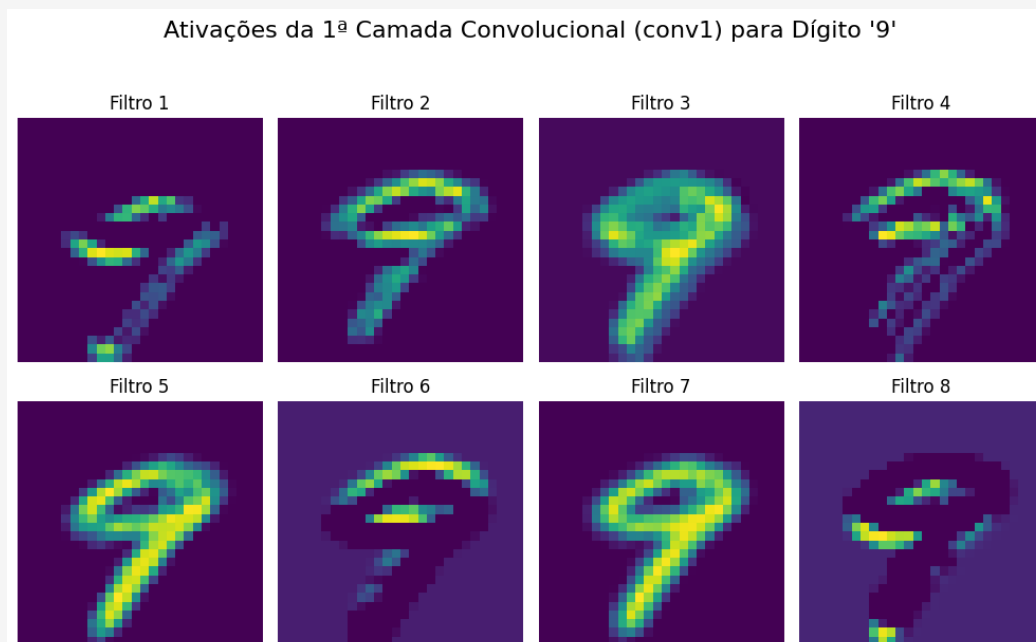 Ativações da 1ª Camada Convolucional (conv1) para Dígito '9'
Filtro 1 Filtro 2 Filtro 3 Filtro 4
Filtro 5 Filtro 6 Filtro 7 Filtro 8